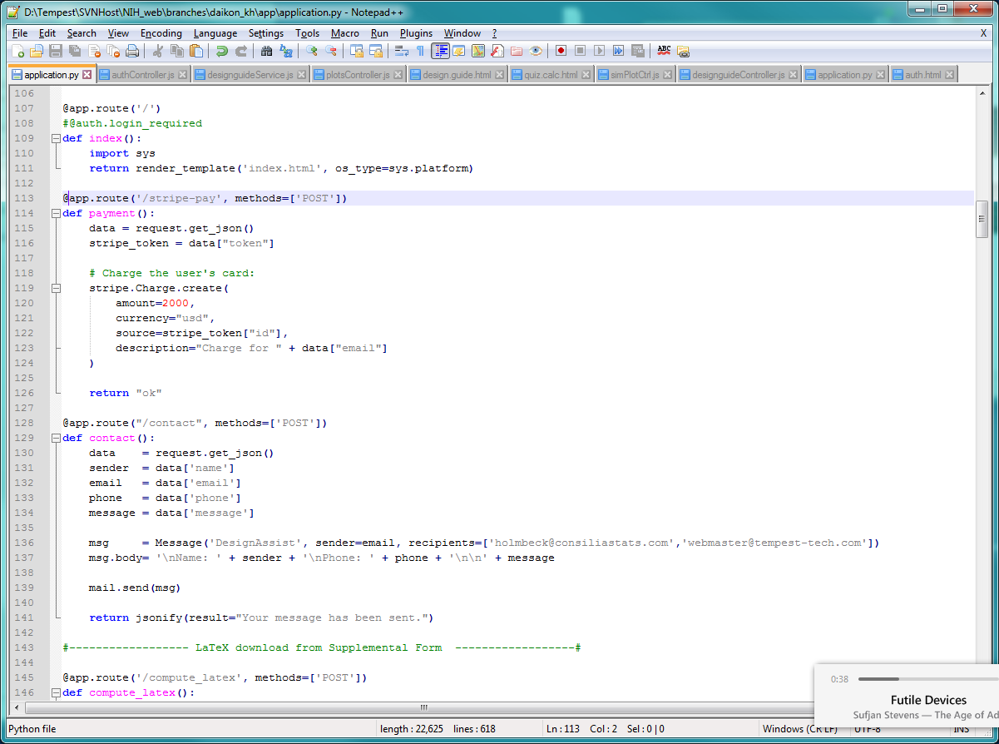 D:\Tempest\SVNHost\NIH_web\branches\daikon_kh\app\application.py - Notepad++
File Edit Search View Encoding Language Settings Tools Macro Run Plugins Window ? X
ABC
application.py authController.js designguideService.js plotsController.js design.guide.html quiz.calc.html simPlotCtrl.js designguideController.js application.py auth.html
106
107 @app.route('/')
108 #@auth.login_required
109 def index():
110     import sys
111     return render_template('index.html', os_type=sys.platform)
112
113 @app.route('/stripe-pay', methods=['POST'])
114 def payment():
115     data = request.get_json()
116     stripe_token = data["token"]
117
118     # Charge the user's card:
119     stripe.Charge.create(
120         amount=2000,
121         currency="usd",
122         source=stripe_token["id"],
123         description="Charge for " + data["email"]
124     )
125
126     return "ok"
127
128 @app.route("/contact", methods=['POST'])
129 def contact():
130     data    = request.get_json()
131     sender  = data['name']
132     email   = data['email']
133     phone   = data['phone']
134     message = data['message']
135
136     msg     = Message('DesignAssist', sender=email, recipients=['holmbeck@consiliastats.com','webmaster@tempest-tech.com'])
137     msg.body= '\nName: ' + sender + '\nPhone: ' + phone + '\n\n' + message
138
139     mail.send(msg)
140
141     return jsonify(result="Your message has been sent.")
142
143 #------------------ LaTeX download from Supplemental Form  ------------------#
144
145 @app.route('/compute_latex', methods=['POST'])
146 def compute_latex():
0:38
Futile Devices
Sufjan Stevens — The Age of Ad
Python file length : 22,625 lines : 618 Ln : 113 Col : 2 Sel : 0 | 0 Windows (CR LF) UTF-8 INS